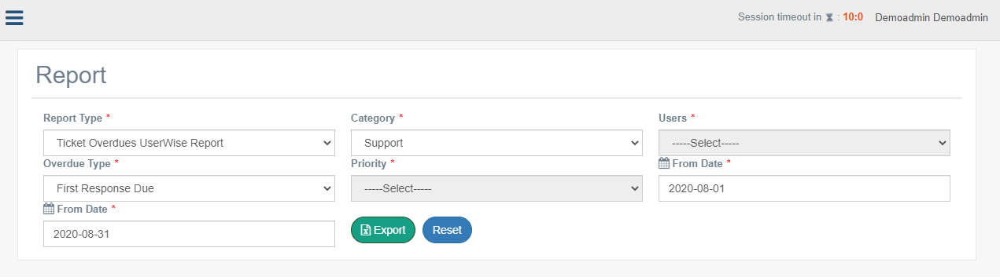 Session timeout in : 10:0 Demoadmin Demoadmin
Report
Report Type * Category * Users *
Ticket Overdues UserWise Report Support -----Select-----
Overdue Type * Priority * From Date *
First Response Due -----Select----- 2020-08-01
From Date *
2020-08-31 Export Reset